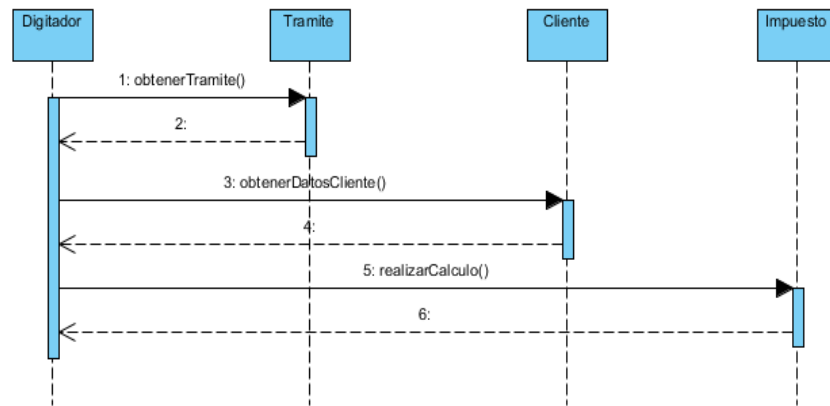 Digitador
Tramite
Cliente
Impuesto
1: obtenerTramite()
2:
3: obtenerDatosCliente()
4:
5: realizarCalculo()
6: